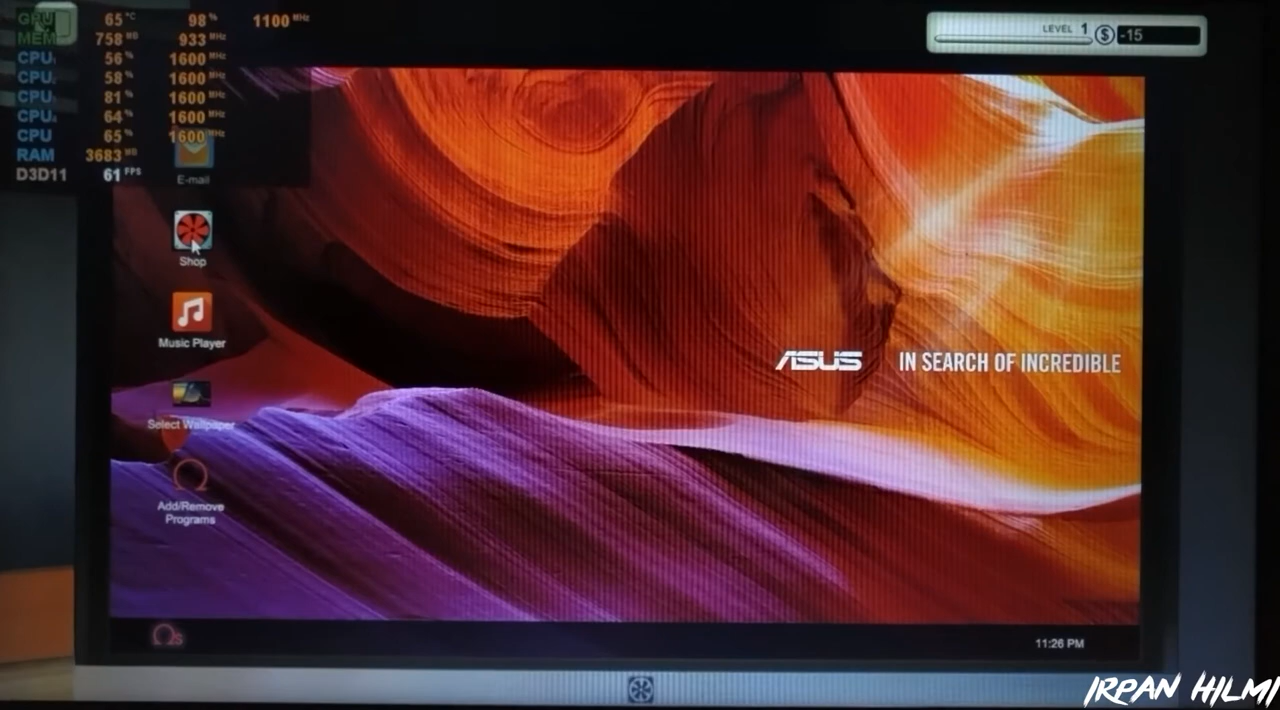 GPU 65 °C 98 % 1100 MHz
MEM 758 MB 933 MHz
CPU1 56 % 1600 MHz
CPU 58 % 1600 MHz
CPU 81 % 1600 MHz
CPU4 64 % 1600 MHz
CPU 65 % 1600 MHz
RAM 3683 MB
D3D11 61 FPS
LEVEL 1 $ -15
E-mail
Shop
Music Player
Select Wallpaper
Add/Remove
Programs
ASUS IN SEARCH OF INCREDIBLE
11:26 PM
IRPAN HILMI